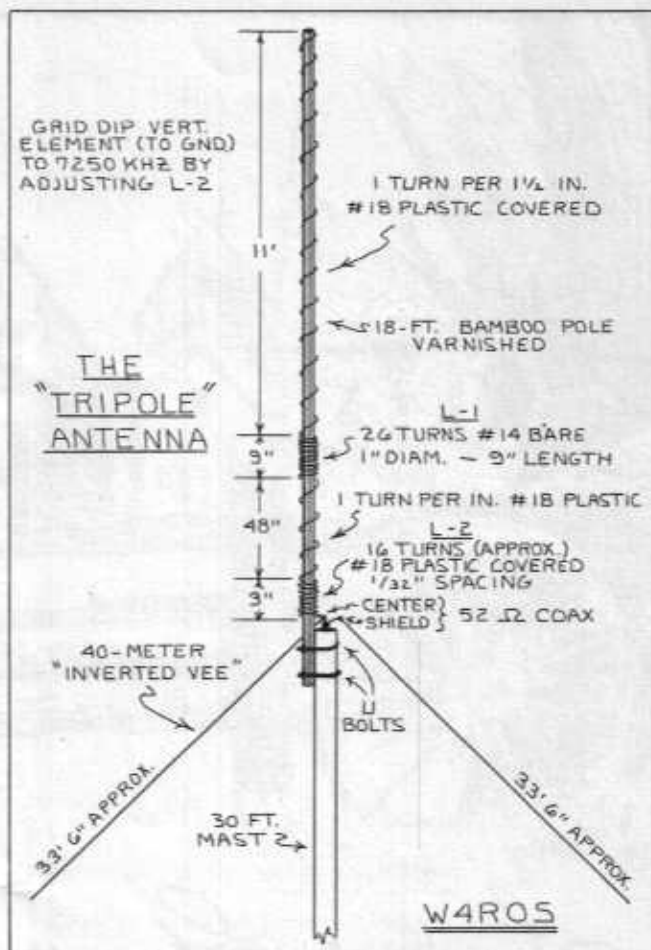 GRID DIP VERT.
ELEMENT (TO GND)
TO 7250 KHZ BY
ADJUSTING L-2
11'
1 TURN PER 1½ IN.
#18 PLASTIC COVERED
18-FT. BAMBOO POLE
VARNISHED
THE
"TRIPOLE"
ANTENNA
L-1
26 TURNS #14 BARE
1" DIAM. - 9" LENGTH
9"
48"
1 TURN PER IN. #18 PLASTIC
L-2
16 TURNS (APPROX.)
#18 PLASTIC COVERED
1/32" SPACING
3"
CENTER}
SHIELD} 52 Ω COAX
40-METER
"INVERTED VEE"
U
BOLTS
33' 6" APPROX.
33' 6" APPROX.
30 FT.
MAST
W4ROS